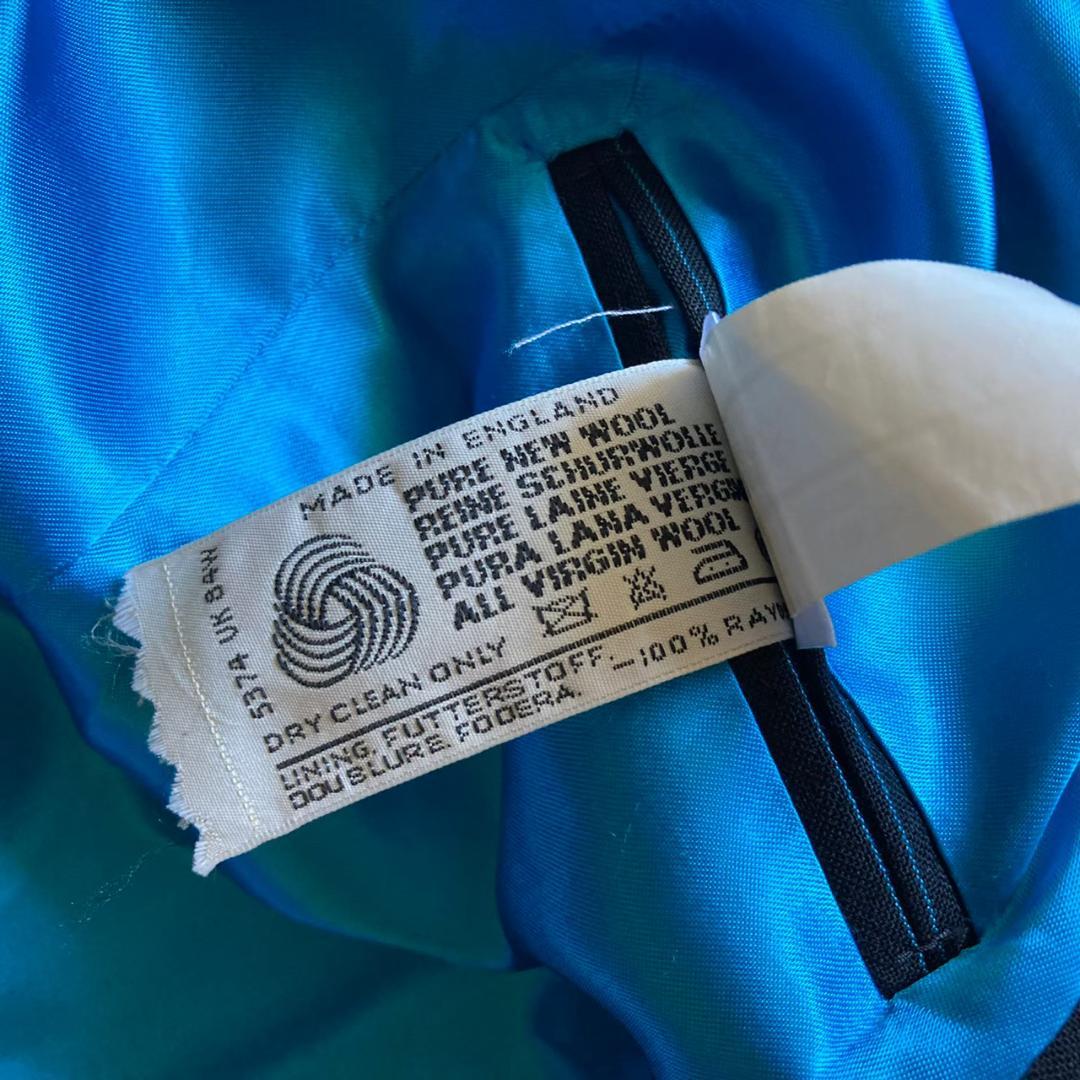 MADE IN ENGLAND
PURE NEW WOOL
REINE SCHURWOLLE
PURE LAINE VIERGE
PURA LANA VERGIN
ALL VIRGIN WOOL
5374 UK 84W
DRY CLEAN ONLY
LINING, FUTTERSTOFF,—100% RAY
DOUBLURE, FODERA.